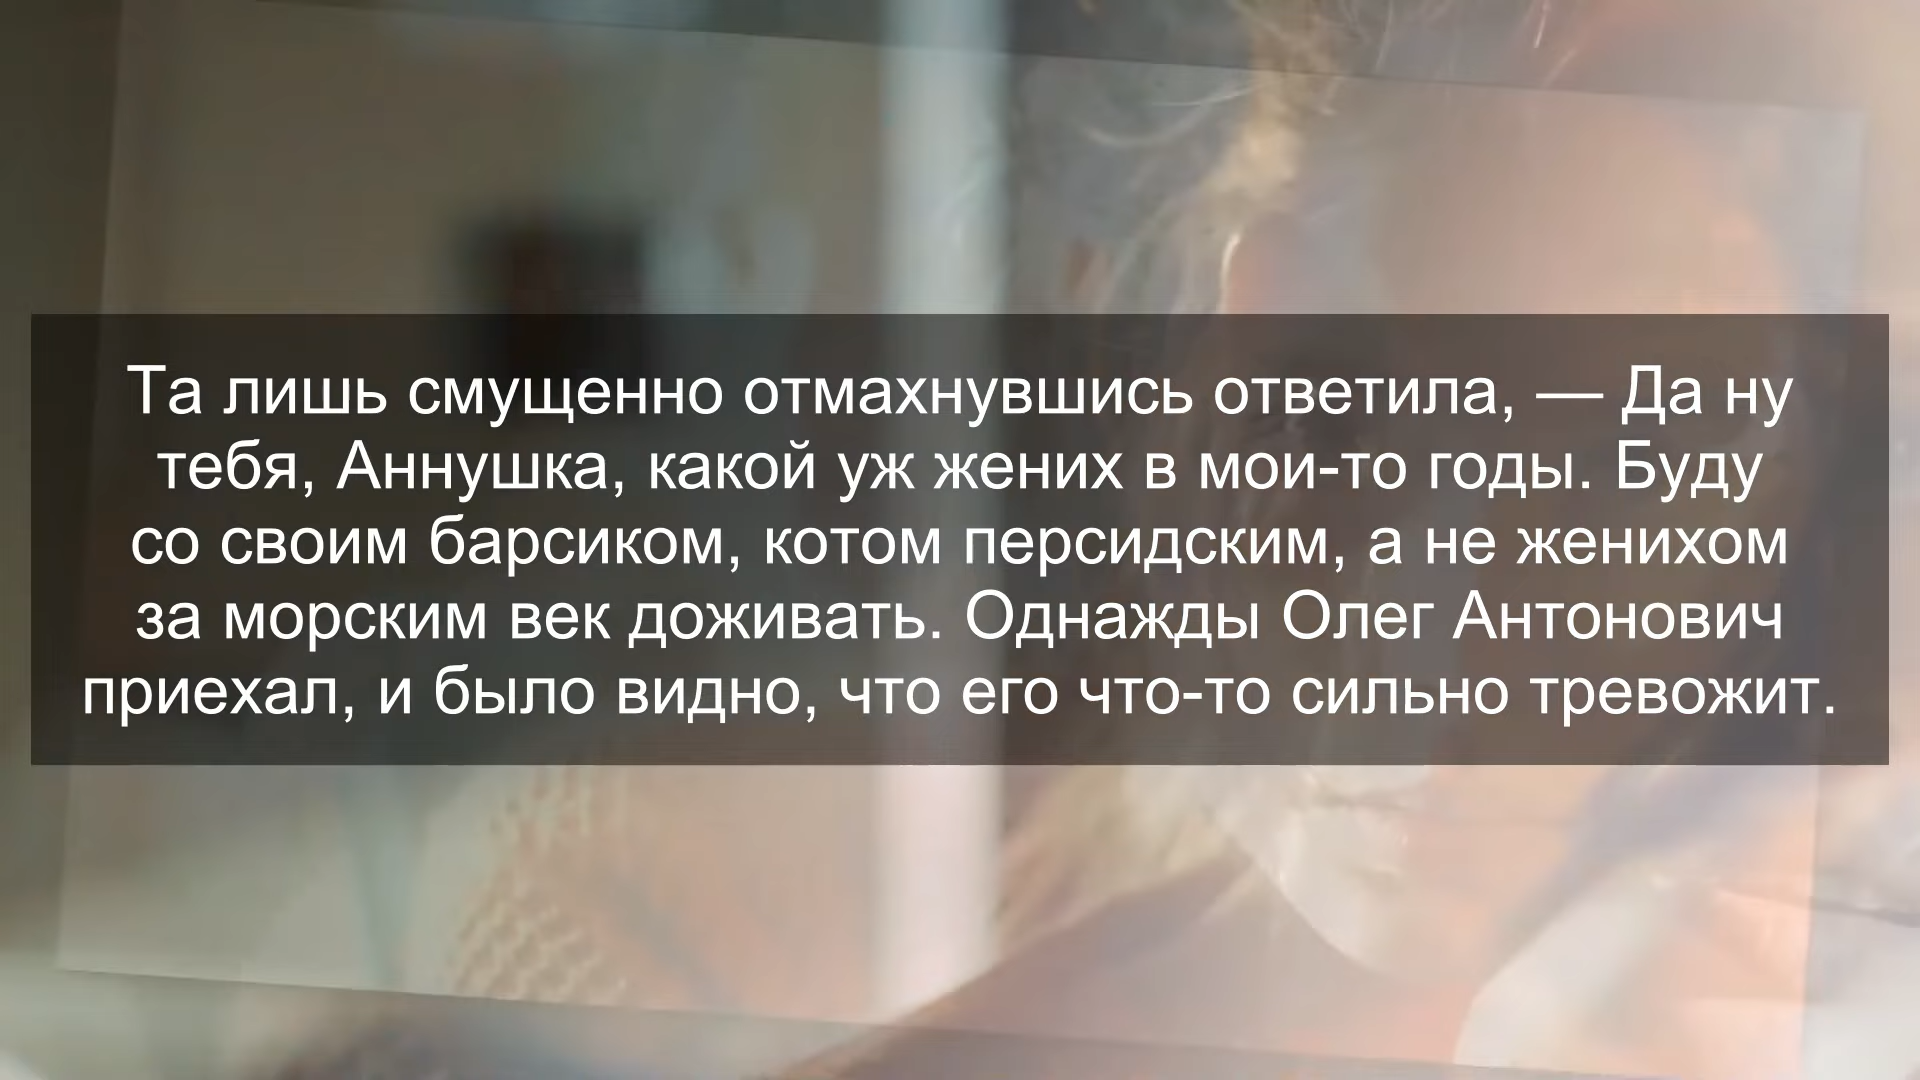 Та лишь смущенно отмахнувшись ответила, — Да ну
тебя, Аннушка, какой уж жених в мои-то годы. Буду
со своим барсиком, котом персидским, а не женихом
за морским век доживать. Однажды Олег Антонович
приехал, и было видно, что его что-то сильно тревожит.